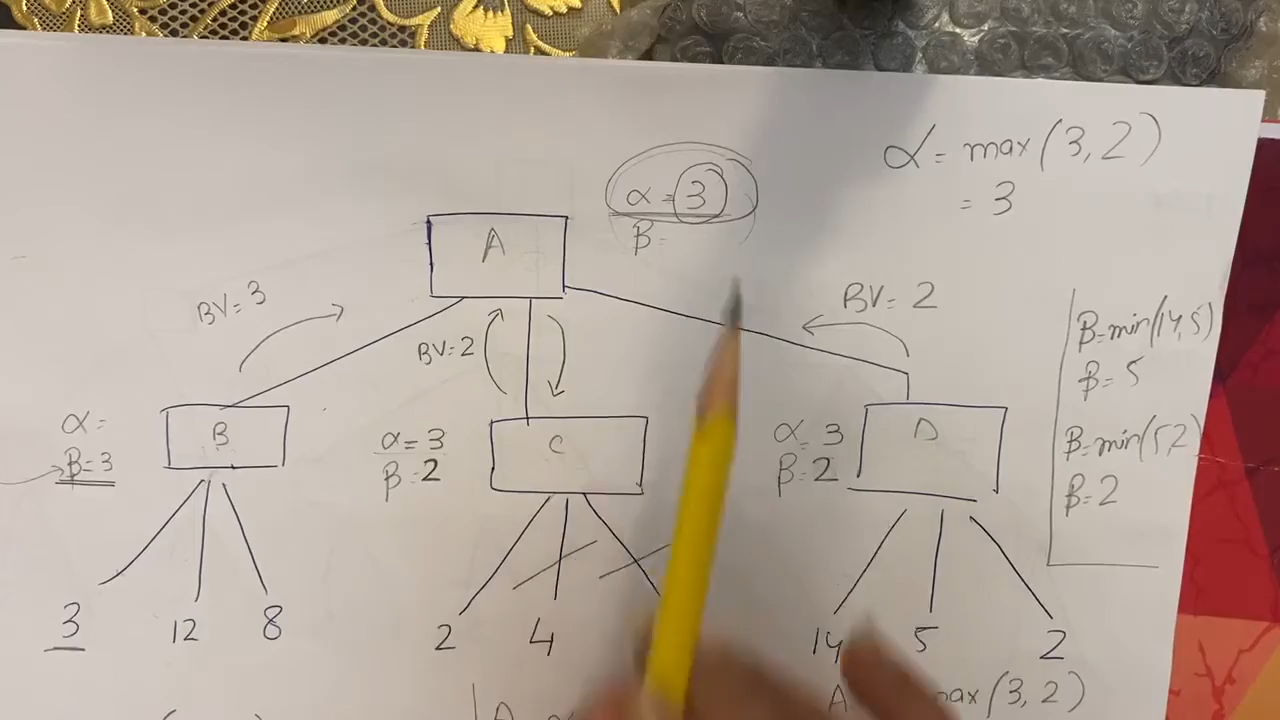 α = max(3,2)
= 3
α = 3
β =
A
BV=3
BV=2
BV=2
β=min(14,5)
β=5
β=min(5,2)
β=2
α=
β=3
B
α=3
β=2
C
α=3
β=2
D
3 12 8
2 4
14 5 2
max(3,2)